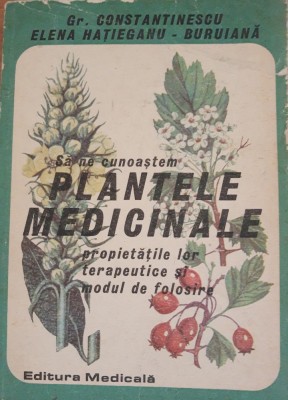 Gr. CONSTANTINESCU
ELENA HAȚIEGANU - BURUIANĂ
Să ne cunoaștem
PLANTELE
MEDICINALE
propietățile lor
terapeutice și
modul de folosire
Editura Medicală